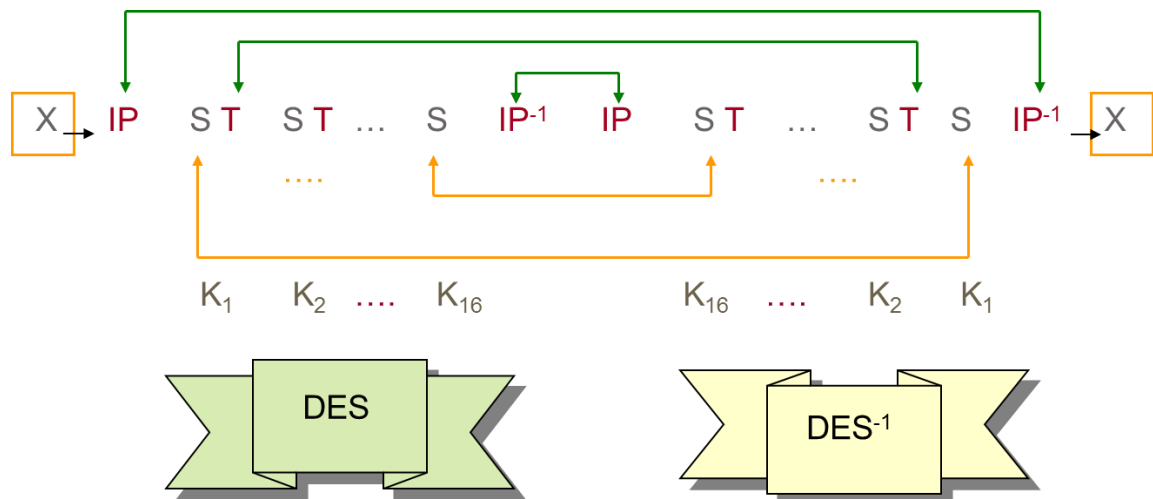 X IP S T S T … S IP-1 IP S T … S T S IP-1 X
.... ....
K1 K2 .... K16 K16 .... K2 K1
DES DES-1